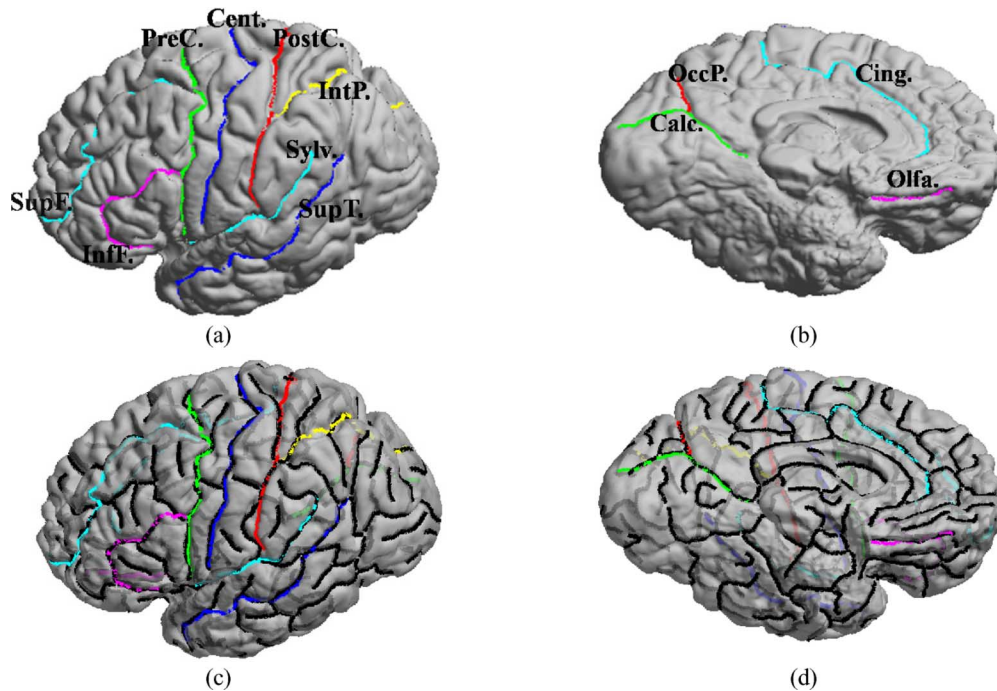 Cent.
PreC.
PostC.
IntP.
Sylv.
SupF.
SupT.
InfF.
OccP.
Cing.
Calc.
Olfa.
(a)
(b)
(c)
(d)